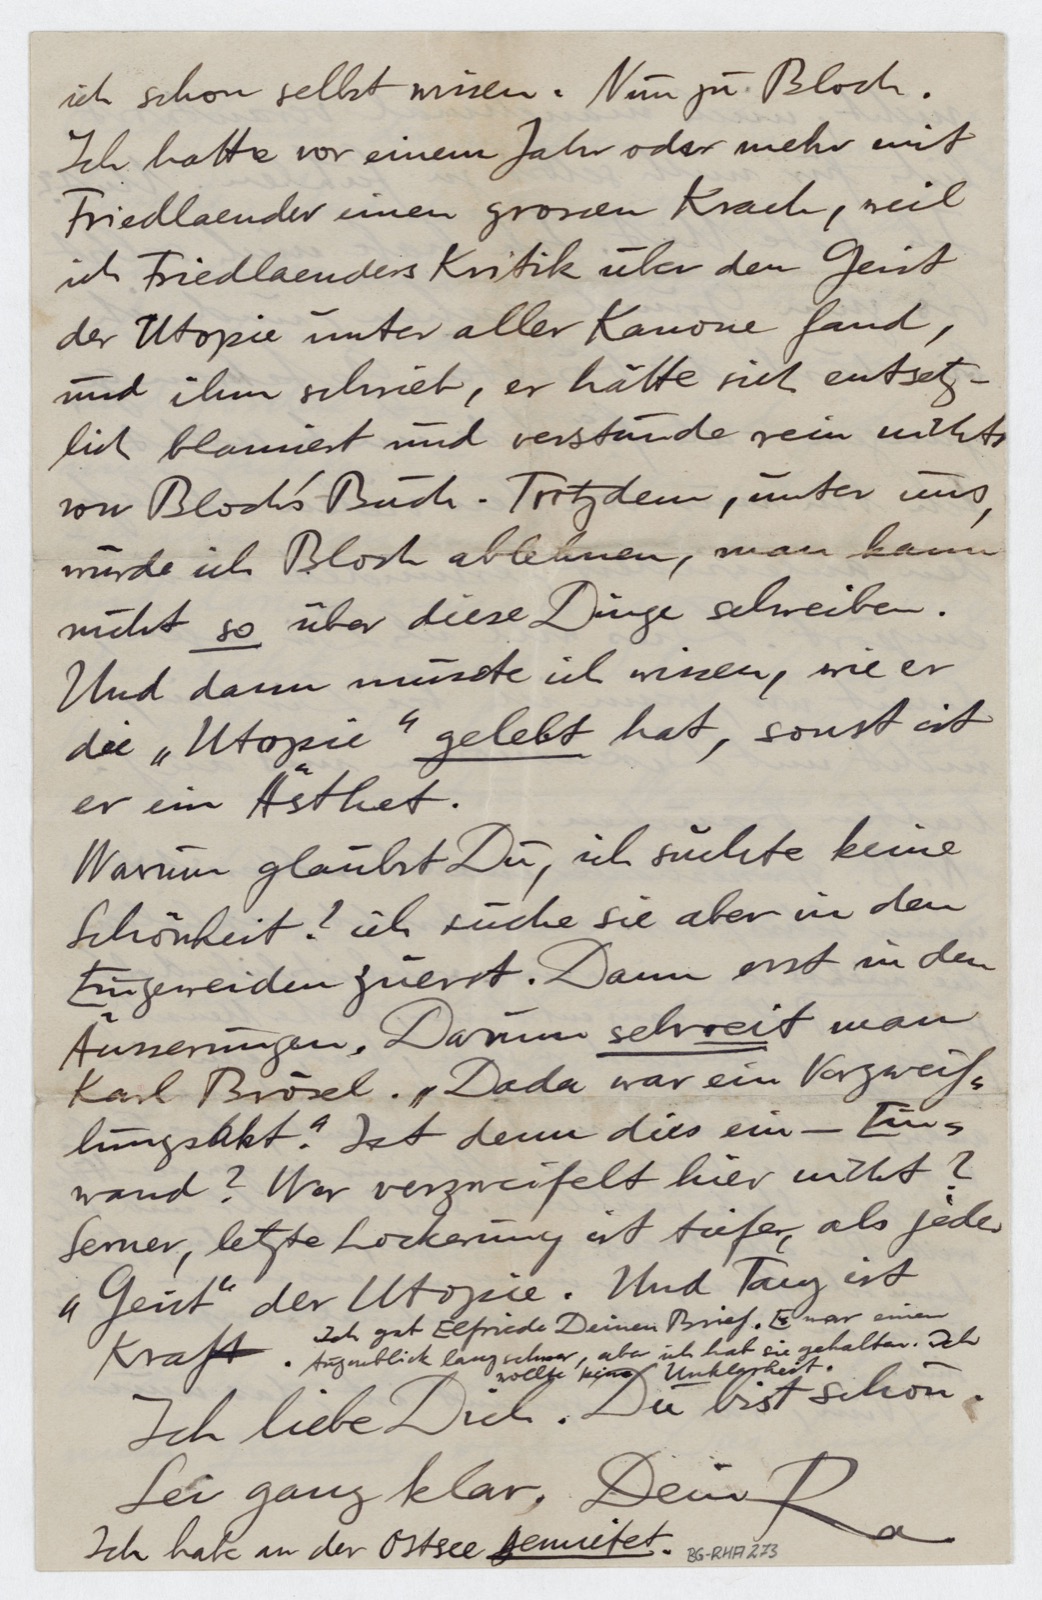 ich schon selbst wissen. Nun zu Bloch.
Ich hatte vor einem Jahr oder mehr mit
Friedlaender einen grossen Krach, weil
ich Friedlaenders Kritik über den Geist
der Utopie unter aller Kanone fand,
und ihm schrieb, er hätte sich entsetz-
lich blamiert und verstünde rein nichts
von Bloch's Buch. Trotzdem, unter uns,
würde ich Bloch ablehnen, man kann
nicht so über diese Dinge schreiben.
Und dann müsste ich wissen, wie er
die „Utopie“ gelebt hat, sonst ist
er ein Ästhet.
Warum glaubst Du, ich suchte keine
Schönheit? ich suche sie aber in den
Eingeweiden zuerst. Dann erst in den
Äusserungen. Darum schreit man
Karl Brösel. „Dada war ein Verzweif-
lungsakt.“ Ist denn dies ein – Ein-
wand? Wer verzweifelt hier nicht?
Serner, letzte Lockerung ist tiefer, als jeder
„Geist“ der Utopie. Und Tanz ist
Kraft. Ich gab Elfriede Deinen Brief. Es war einen
Augenblick lang schwer, aber ich hab sie gehalten. Ich
wollte keine Unklarheit.
Ich liebe Dich. Du bist schön.
Sei ganz klar. Dein Ra
Ich habe an der Ostsee gemietet. BG-RHA 273